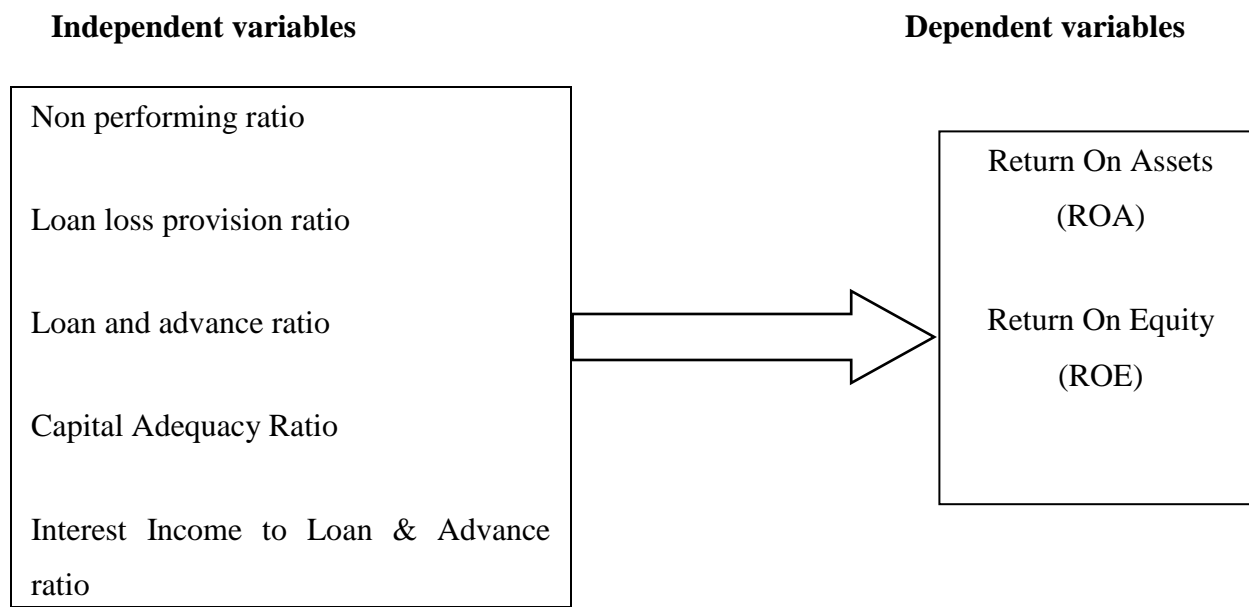 Independent variables
Dependent variables
Non performing ratio
Loan loss provision ratio
Loan and advance ratio
Capital Adequacy Ratio
Interest Income to Loan & Advance
ratio
Return On Assets
(ROA)
Return On Equity
(ROE)